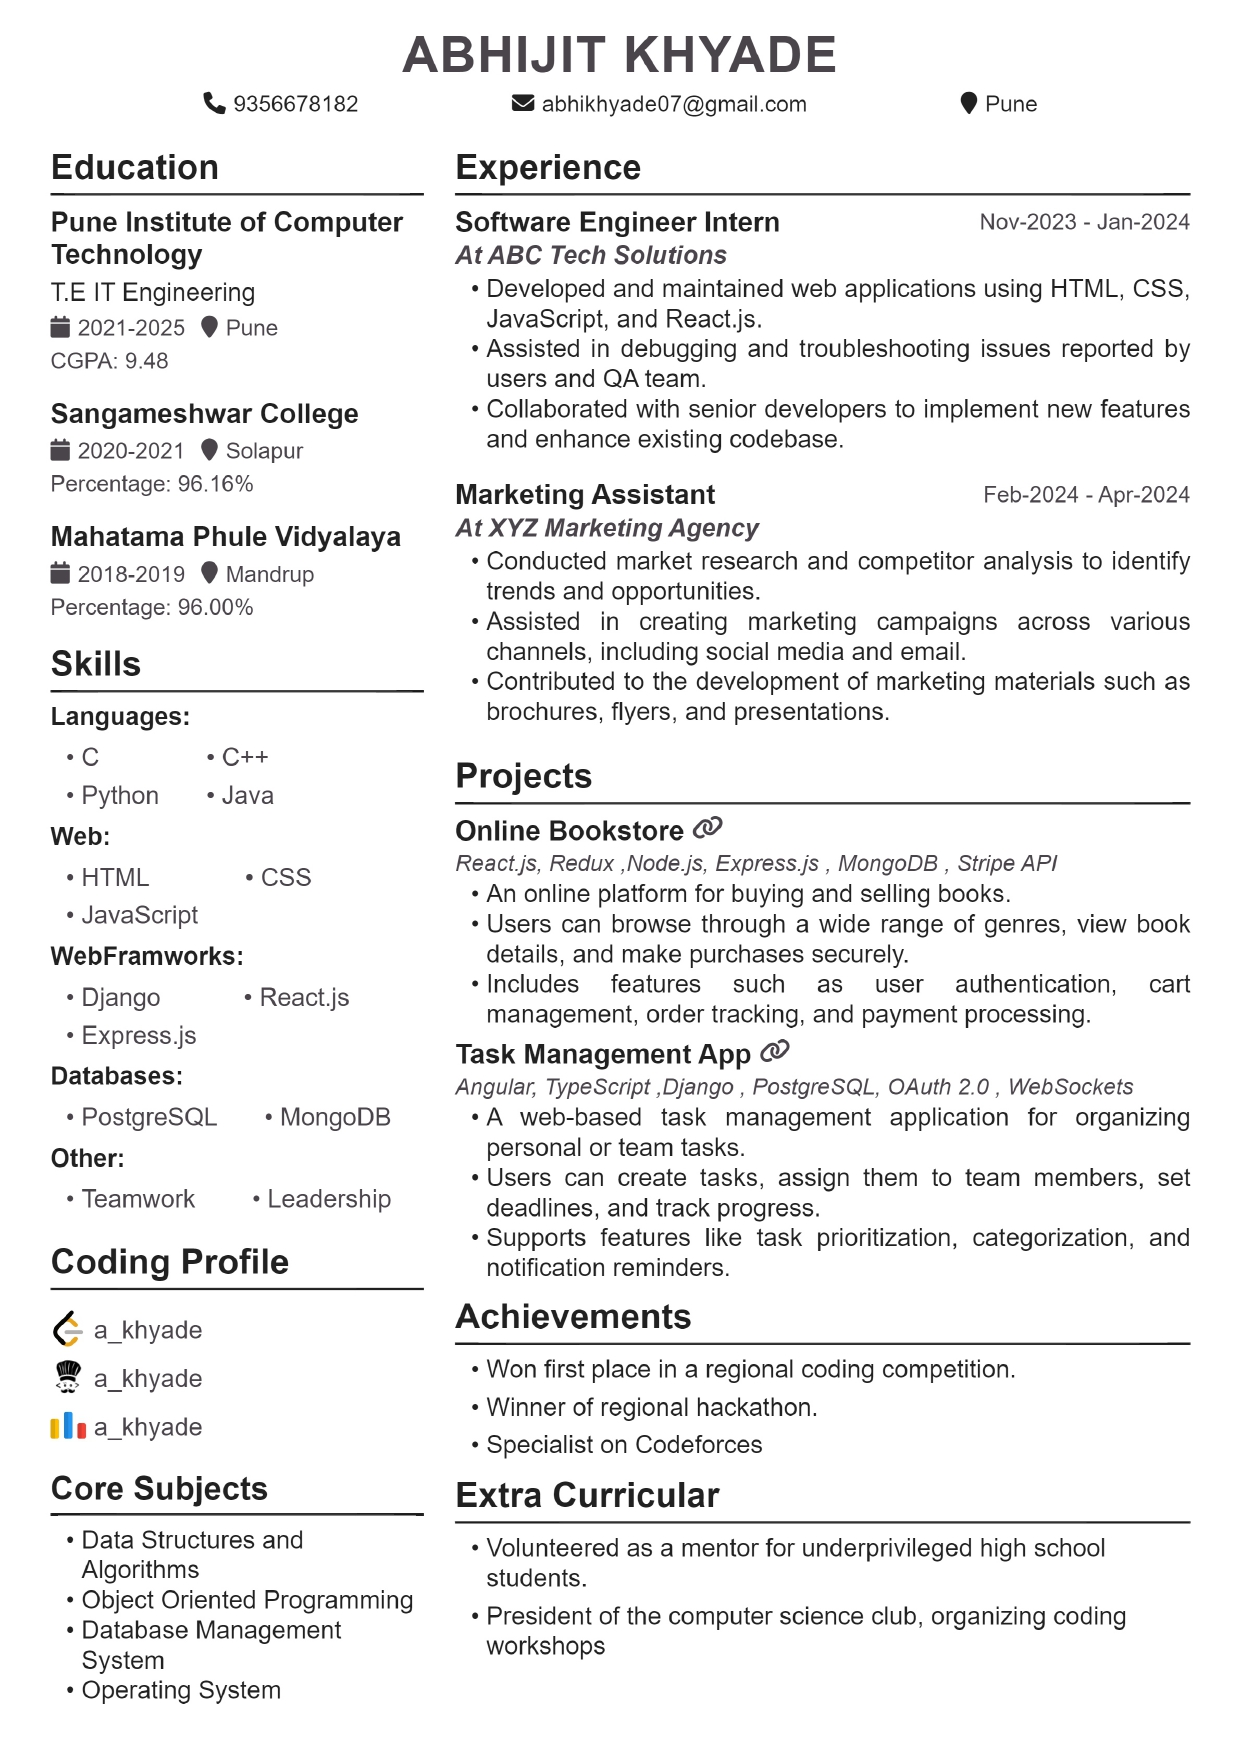 ABHIJIT KHYADE
9356678182 abhikhyade07@gmail.com Pune
Education
Pune Institute of Computer
Technology
T.E IT Engineering
2021-2025 Pune
CGPA: 9.48
Sangameshwar College
2020-2021 Solapur
Percentage: 96.16%
Mahatama Phule Vidyalaya
2018-2019 Mandrup
Percentage: 96.00%
Skills
Languages:
• C • C++
• Python • Java
Web:
• HTML • CSS
• JavaScript
WebFramworks:
• Django • React.js
• Express.js
Databases:
• PostgreSQL • MongoDB
Other:
• Teamwork • Leadership
Coding Profile
a_khyade
a_khyade
a_khyade
Core Subjects
• Data Structures and
Algorithms
• Object Oriented Programming
• Database Management
System
• Operating System
Experience
Software Engineer Intern Nov-2023 - Jan-2024
At ABC Tech Solutions
• Developed and maintained web applications using HTML, CSS,
JavaScript, and React.js.
• Assisted in debugging and troubleshooting issues reported by
users and QA team.
• Collaborated with senior developers to implement new features
and enhance existing codebase.
Marketing Assistant Feb-2024 - Apr-2024
At XYZ Marketing Agency
• Conducted market research and competitor analysis to identify
trends and opportunities.
• Assisted in creating marketing campaigns across various
channels, including social media and email.
• Contributed to the development of marketing materials such as
brochures, flyers, and presentations.
Projects
Online Bookstore
React.js, Redux ,Node.js, Express.js , MongoDB , Stripe API
• An online platform for buying and selling books.
• Users can browse through a wide range of genres, view book
details, and make purchases securely.
• Includes features such as user authentication, cart
management, order tracking, and payment processing.
Task Management App
Angular, TypeScript ,Django , PostgreSQL, OAuth 2.0 , WebSockets
• A web-based task management application for organizing
personal or team tasks.
• Users can create tasks, assign them to team members, set
deadlines, and track progress.
• Supports features like task prioritization, categorization, and
notification reminders.
Achievements
• Won first place in a regional coding competition.
• Winner of regional hackathon.
• Specialist on Codeforces
Extra Curricular
• Volunteered as a mentor for underprivileged high school
students.
• President of the computer science club, organizing coding
workshops